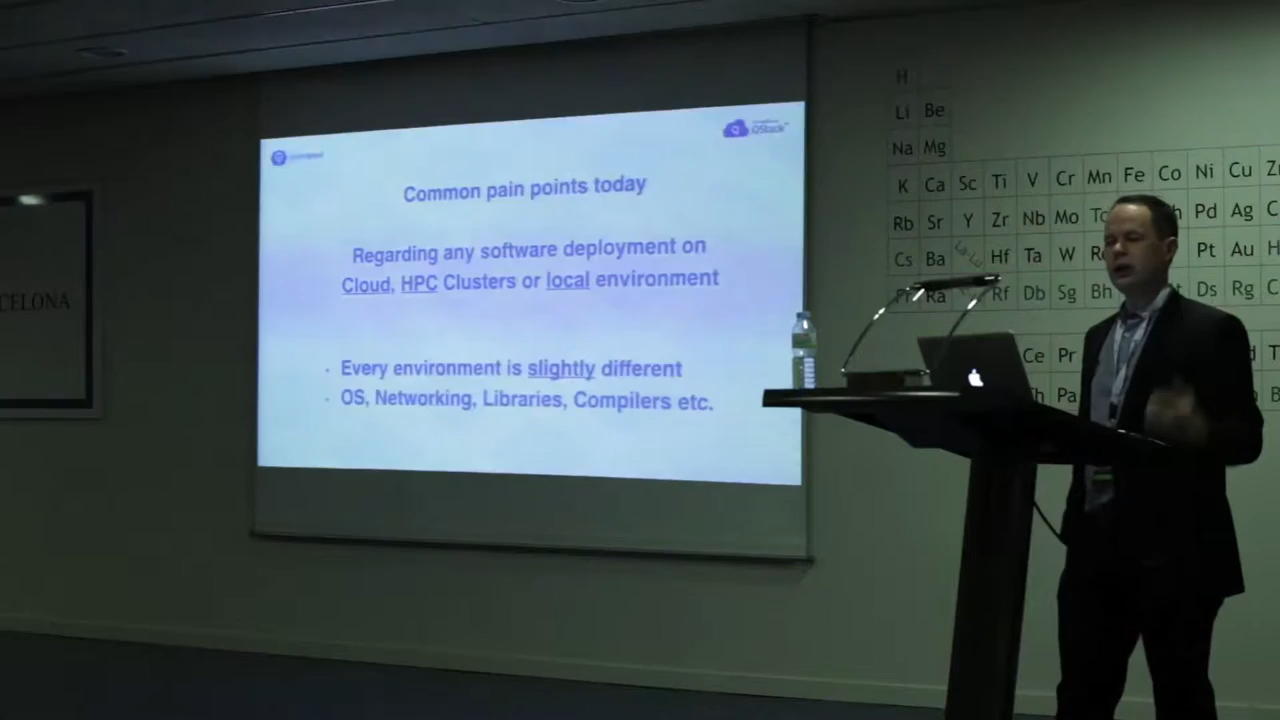 QStack
Common pain points today
Regarding any software deployment on
Cloud, HPC Clusters or local environment
Every environment is slightly different
OS, Networking, Libraries, Compilers etc.
CELONA
H
Li Be
Na Mg
K Ca Sc Ti V Cr Mn Fe Co Ni Cu
Rb Sr Y Zr Nb Mo Pd Ag
Cs Ba La-Lu Hf Ta W Pt Au
Ra Rf Db Sg Bh Ds Rg
Ce Pr
Pa